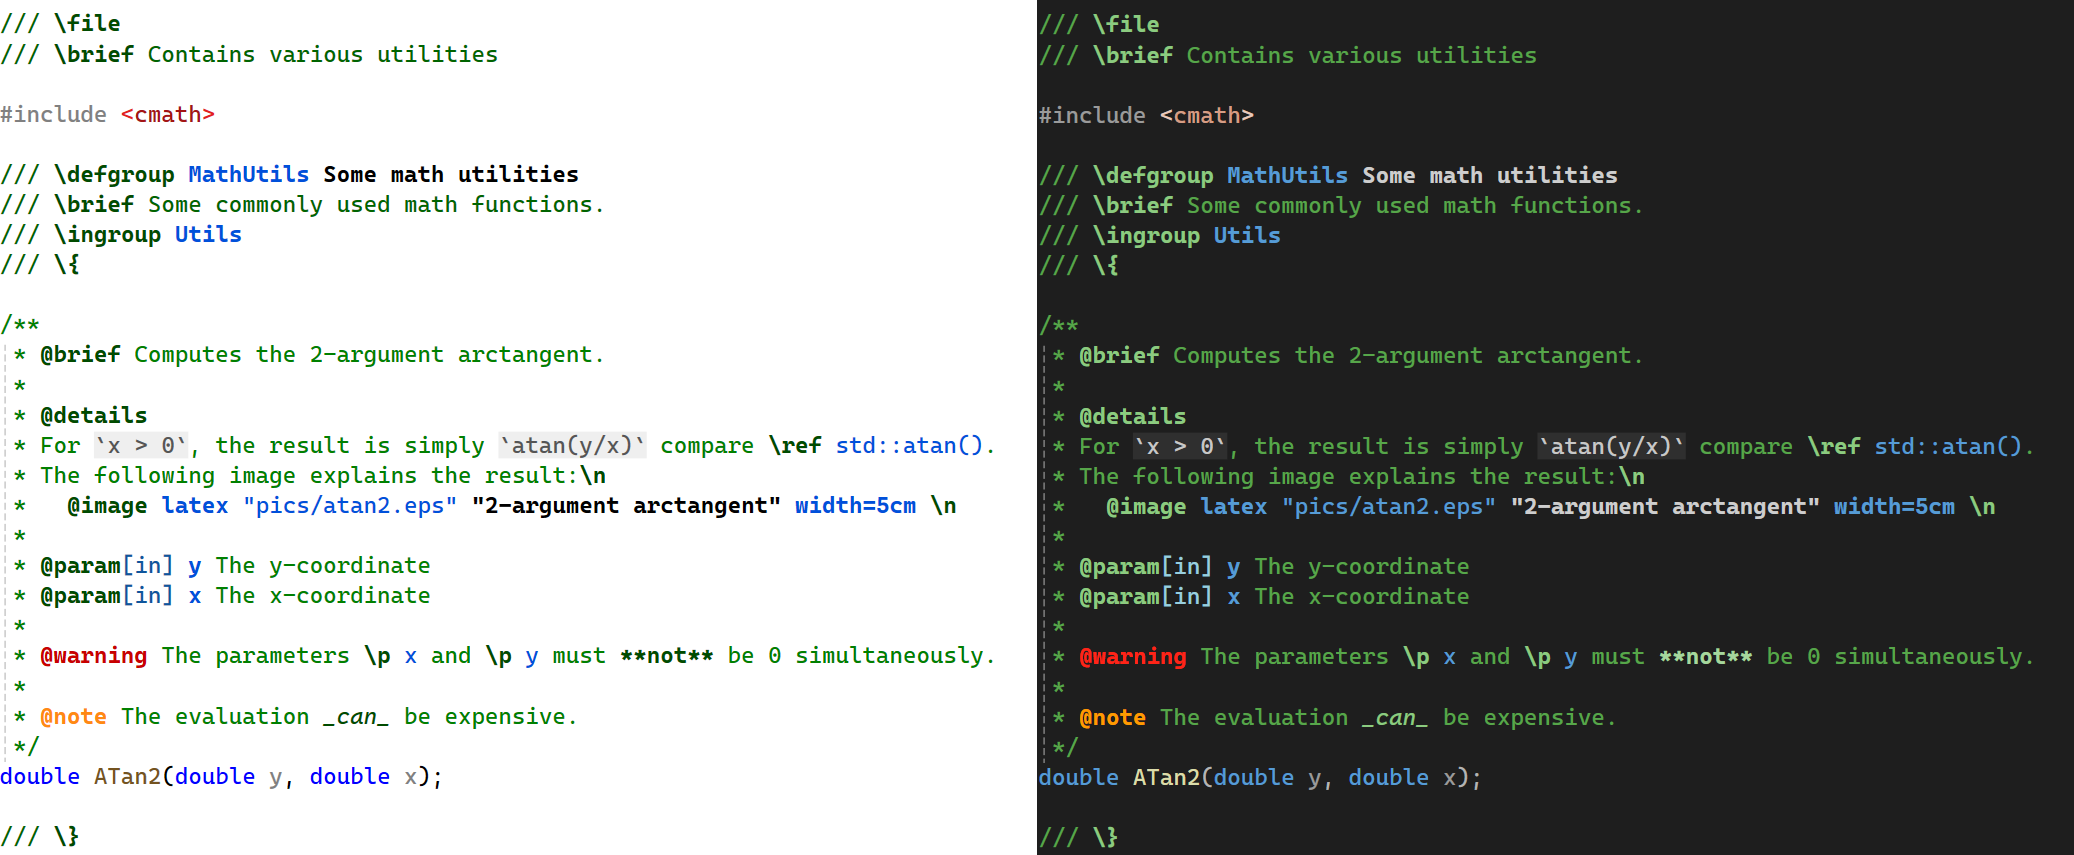 /// \file
/// \brief Contains various utilities
#include <cmath>
/// \defgroup MathUtils Some math utilities
/// \brief Some commonly used math functions.
/// \ingroup Utils
/// \{
/**
* @brief Computes the 2-argument arctangent.
*
* @details
* For `x > 0`, the result is simply `atan(y/x)` compare \ref std::atan().
* The following image explains the result:\n
*   @image latex "pics/atan2.eps" "2-argument arctangent" width=5cm \n
*
* @param[in] y The y-coordinate
* @param[in] x The x-coordinate
*
* @warning The parameters \p x and \p y must **not** be 0 simultaneously.
*
* @note The evaluation _can_ be expensive.
*/
double ATan2(double y, double x);
/// \}
/// \file
/// \brief Contains various utilities
#include <cmath>
/// \defgroup MathUtils Some math utilities
/// \brief Some commonly used math functions.
/// \ingroup Utils
/// \{
/**
* @brief Computes the 2-argument arctangent.
*
* @details
* For `x > 0`, the result is simply `atan(y/x)` compare \ref std::atan().
* The following image explains the result:\n
*   @image latex "pics/atan2.eps" "2-argument arctangent" width=5cm \n
*
* @param[in] y The y-coordinate
* @param[in] x The x-coordinate
*
* @warning The parameters \p x and \p y must **not** be 0 simultaneously.
*
* @note The evaluation _can_ be expensive.
*/
double ATan2(double y, double x);
/// \}